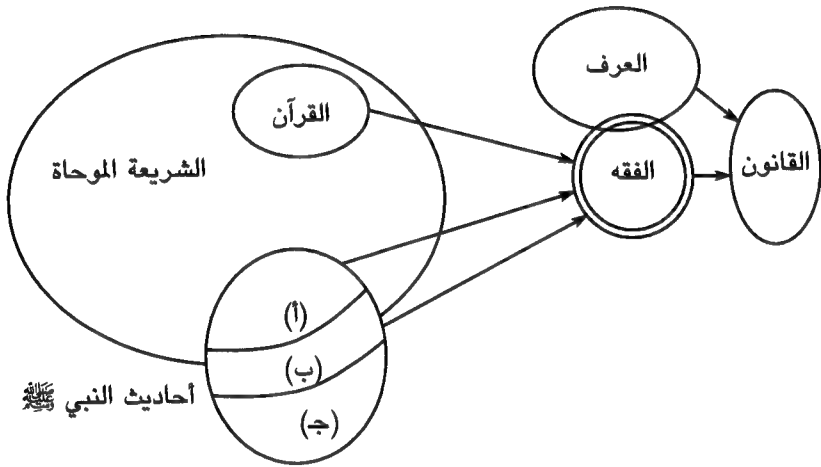 العرف
القرآن
القانون
الفقه
الشريعة الموحاة
(أ)
(ب)
أحاديث النبي ﷺ
(جـ)